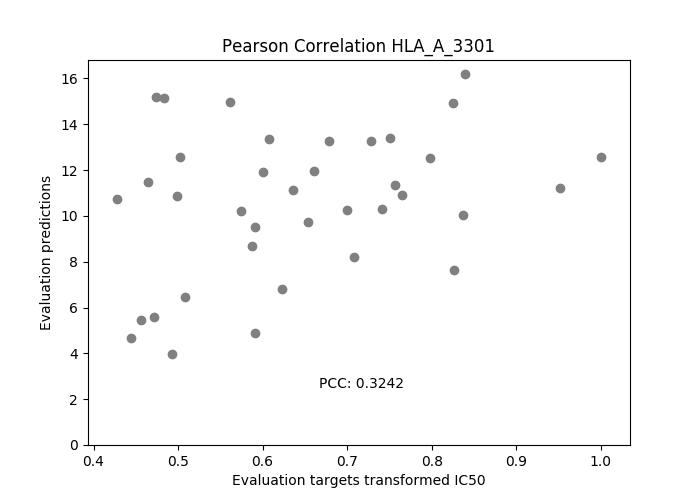 Pearson Correlation HLA_A_3301
16
14
12
10
8
6
4
2
0
Evaluation predictions
PCC: 0.3242
0.4 0.5 0.6 0.7 0.8 0.9 1.0
Evaluation targets transformed IC50